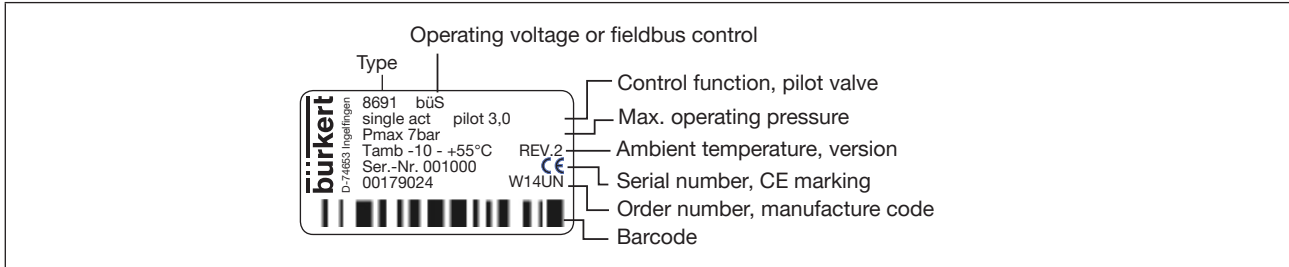 Operating voltage or fieldbus control
Type
Control function, pilot valve
Max. operating pressure
Ambient temperature, version
Serial number, CE marking
Order number, manufacture code
Barcode
bürkert
D-74653 Ingelfingen
8691 büS
single act pilot 3,0
Pmax 7bar
Tamb -10 - +55°C REV.2
Ser.-Nr. 001000 CE
00179024 W14UN